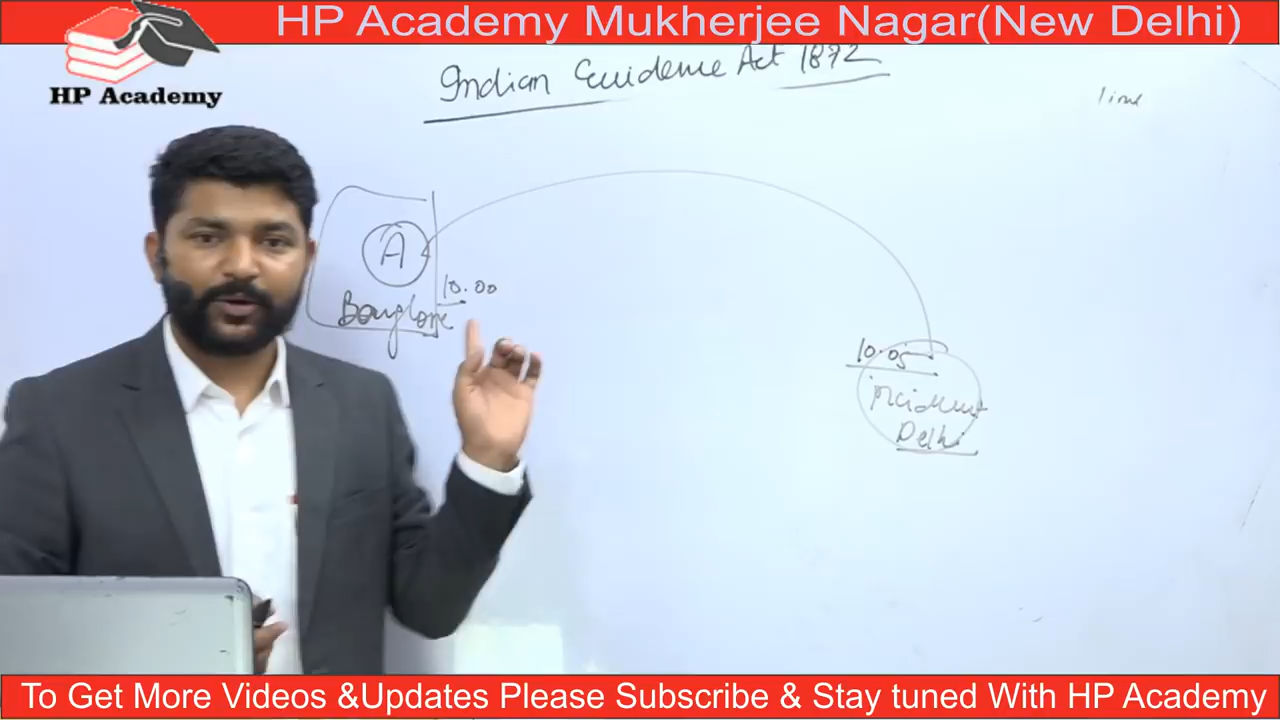 HP Academy Mukherjee Nagar(New Delhi)
HP Academy
Indian Evidence Act 1872
Time
A
10.00
Banglore
10.05
incident
Delhi
To Get More Videos &Updates Please Subscribe & Stay tuned With HP Academy